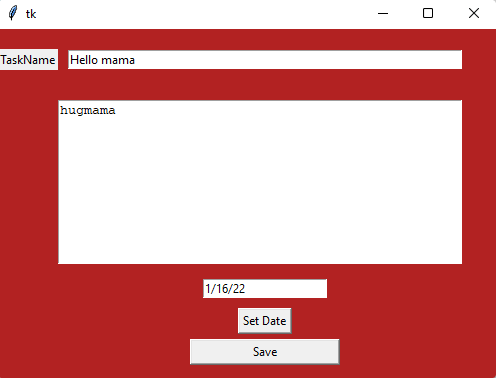 tk
TaskName Hello mama
hugmama
1/16/22
Set Date
Save